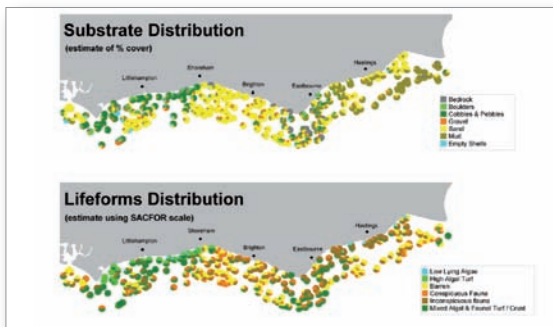 Substrate Distribution
(estimate of % cover)
Littlehampton
Shoreham
Brighton
Eastbourne
Hastings
Bedrock
Boulders
Cobbles & Pebbles
Gravel
Sand
Mud
Empty Shells
Lifeforms Distribution
(estimate using SACFOR scale)
Littlehampton
Shoreham
Brighton
Eastbourne
Hastings
Low Lying Algae
High Algal Turf
Barren
Conspicuous Fauna
Inconspicuous fauna
Mixed Algal & Faunal Turf / Crust